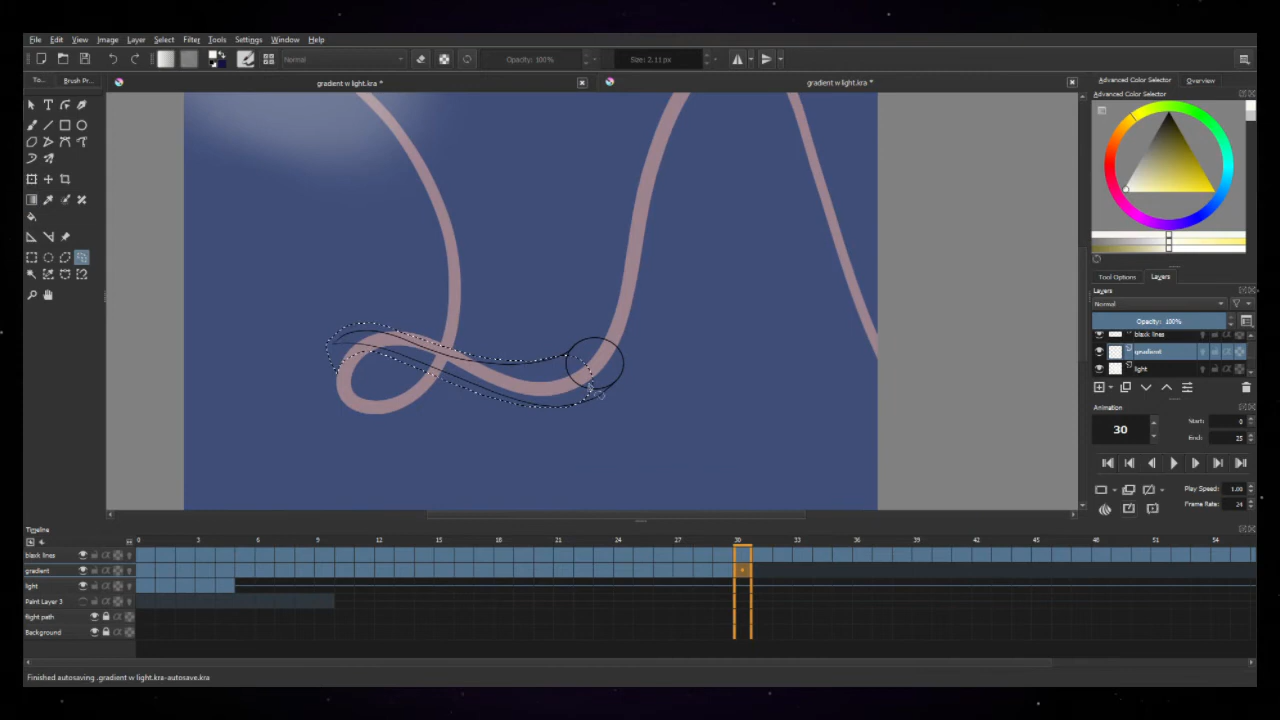 File Edit View Image Layer Select Filter Tools Settings Window Help
Normal Opacity: 100% Size: 2.11 px
To... Brush Pr...
gradient w light.kra * gradient w light.kra *
Advanced Color Selector Overview
Advanced Color Selector
Tool Options Layers
Layers
Normal
Opacity: 100%
black lines
gradient
light
Animation
30
Start: 0
End: 25
Play Speed: 1.00
Frame Rate: 24
Timeline
0 3 6 9 12 15 18 21 24 27 30 33 36 39 42 45 48 51 54
black lines
gradient
light
Paint Layer 3
flight path
Background
Finished autosaving .gradient w light.kra-autosave.kra